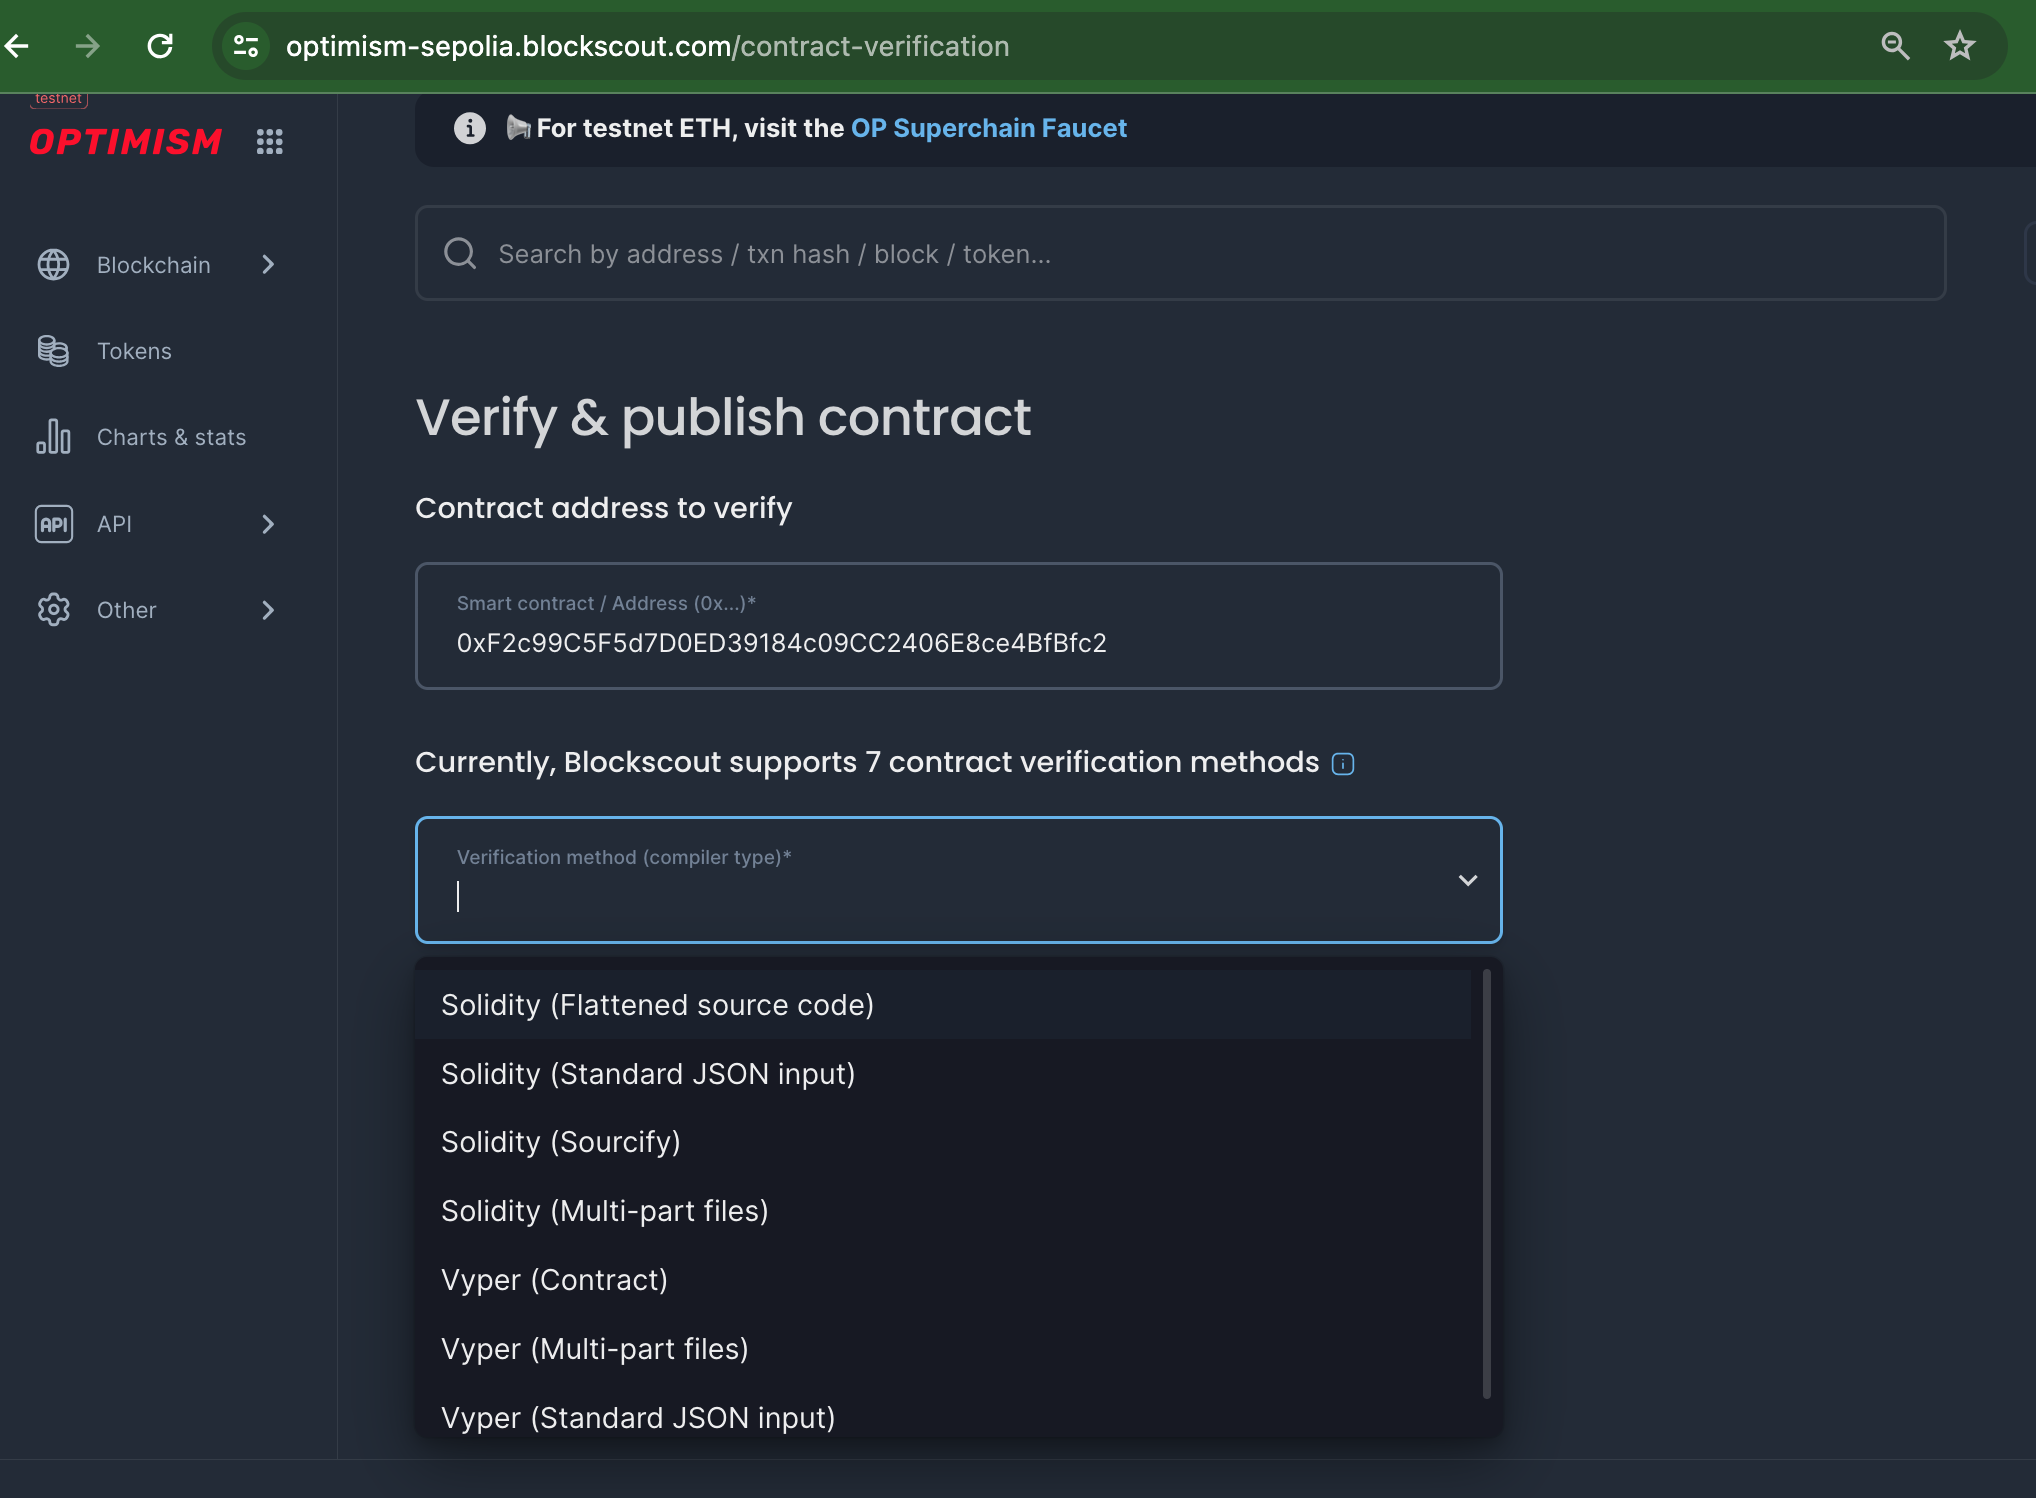 optimism-sepolia.blockscout.com/contract-verification
testnet
OPTIMISM
For testnet ETH, visit the OP Superchain Faucet
Search by address / txn hash / block / token...
Blockchain
Tokens
Charts & stats
API API
Other
Verify & publish contract
Contract address to verify
Smart contract / Address (0x...)*
0xF2c99C5F5d7D0ED39184c09CC2406E8ce4BfBfc2
Currently, Blockscout supports 7 contract verification methods
Verification method (compiler type)*
Solidity (Flattened source code)
Solidity (Standard JSON input)
Solidity (Sourcify)
Solidity (Multi-part files)
Vyper (Contract)
Vyper (Multi-part files)
Vyper (Standard JSON input)